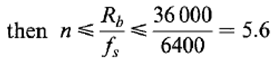 then n ⩽ R_b / f_s ⩽ 36 000 / 6400 = 5.6